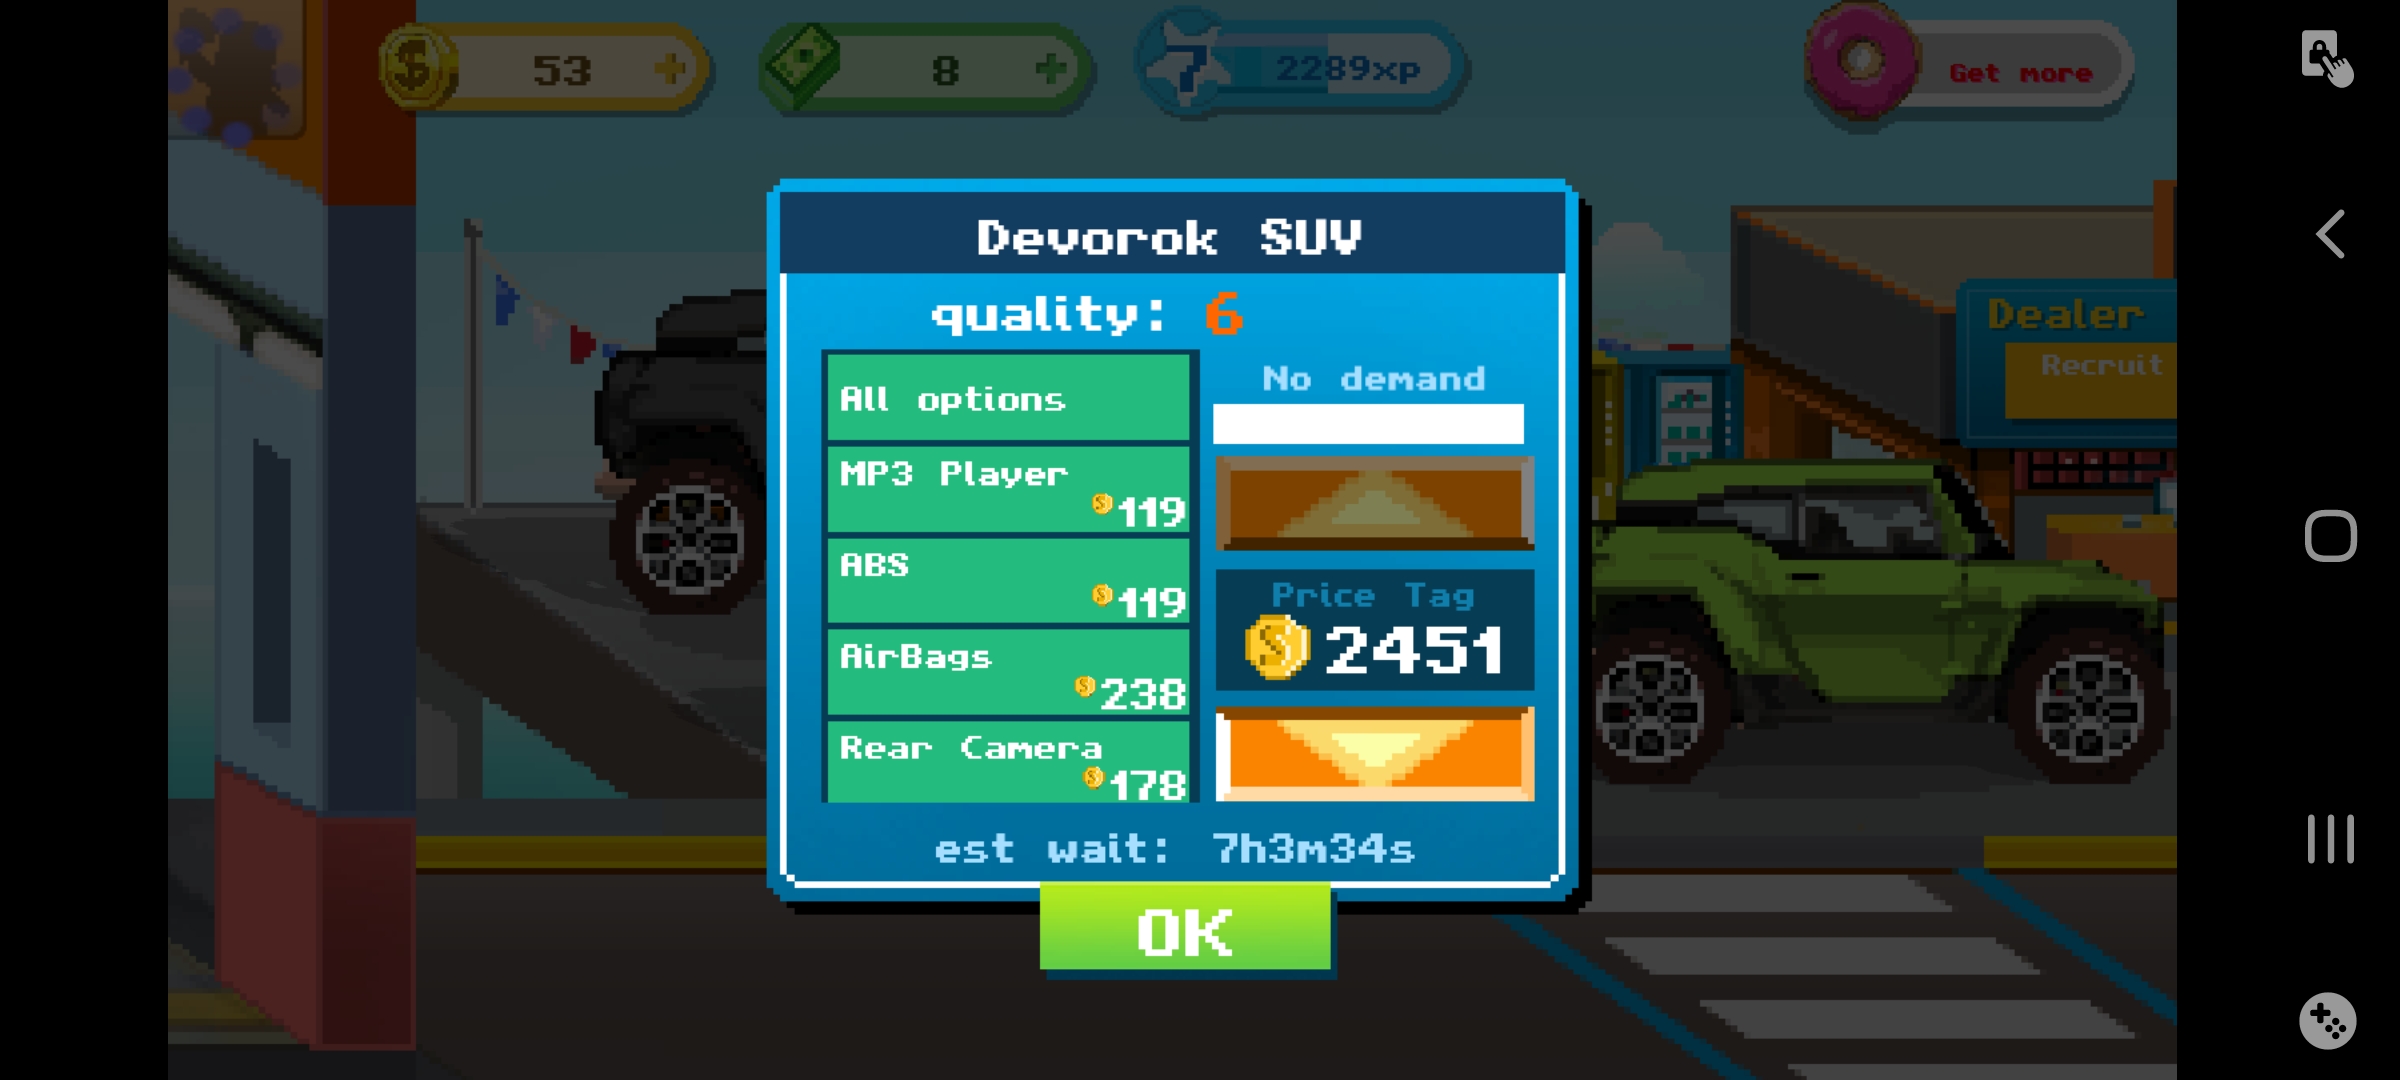 53
8
7
2289xp
Get more
Devorok SUV
quality: 6
All options
MP3 Player
119
ABS
119
AirBags
238
Rear Camera
178
No demand
Price Tag
2451
est wait: 7h3m34s
OK
Dealer
Recruit